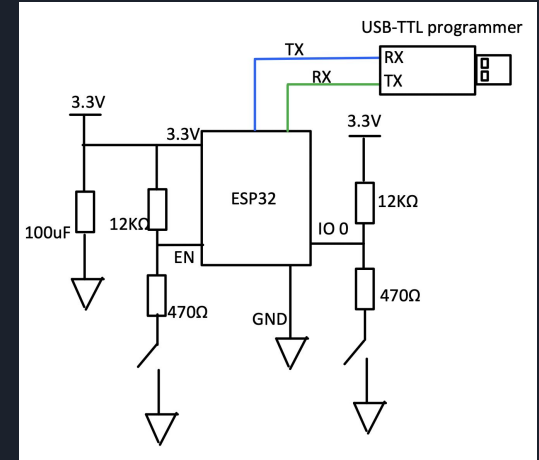 USB-TTL programmer
TX
RX
RX
TX
3.3V
3.3V
3.3V
ESP32
12KΩ
100uF
12KΩ
IO 0
EN
470Ω
470Ω
GND